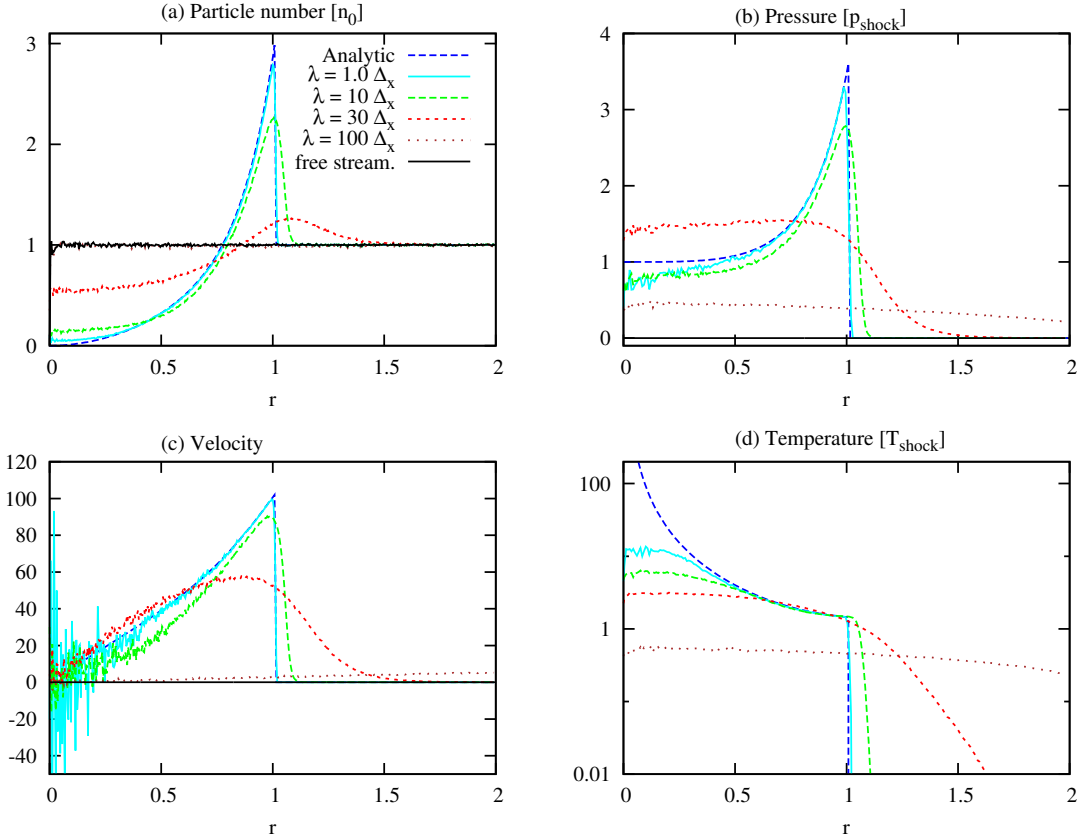 (a) Particle number [n0]
3
2
1
0
Analytic
λ = 1.0 Δx
λ = 10 Δx
λ = 30 Δx
λ = 100 Δx
free stream.
0 0.5 1 1.5 2
r
(b) Pressure [pshock]
4
3
2
1
0
0 0.5 1 1.5 2
r
(c) Velocity
120
100
80
60
40
20
0
-20
-40
0 0.5 1 1.5 2
r
(d) Temperature [Tshock]
100
1
0.01
0 0.5 1 1.5 2
r